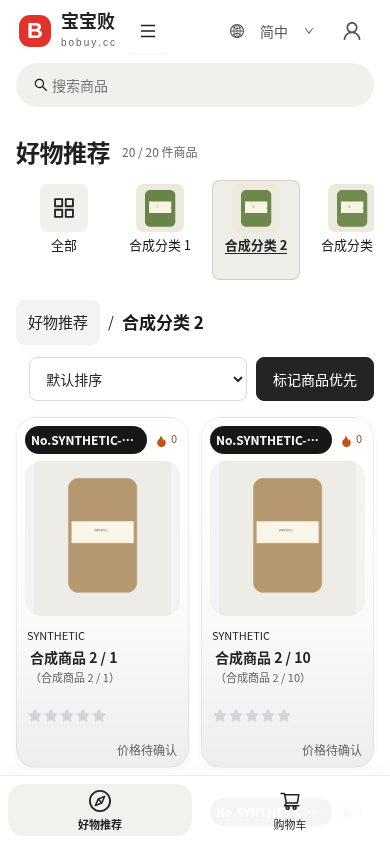 B 宝宝败
bobuy.cc
简中
搜索商品
好物推荐 20 / 20 件商品
全部 合成分类 1 合成分类 2 合成分类
好物推荐 / 合成分类 2
默认排序 标记商品优先
No.SYNTHETIC-··· 0 No.SYNTHETIC-··· 0
SYNTHETIC SYNTHETIC
合成商品 2 / 1 合成商品 2 / 10
（合成商品 2 / 1） （合成商品 2 / 10）
价格待确认 价格待确认
好物推荐 购物车